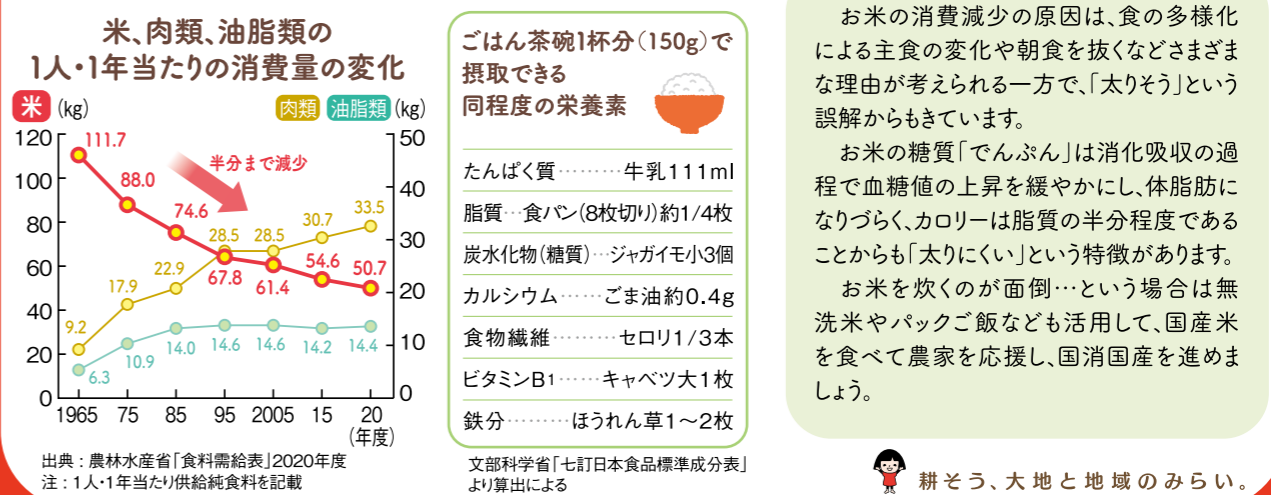 米、肉類、油脂類の
1人・1年当たりの消費量の変化
米 (kg)
肉類 油脂類 (kg)
120
100
80
60
40
20
0
50
40
30
20
10
0
111.7
88.0
74.6
67.8
61.4
54.6
50.7
半分まで減少
9.2
17.9
22.9
28.5
28.5
30.7
33.5
6.3
10.9
14.0
14.6
14.6
14.2
14.4
1965 75 85 95 2005 15 20
(年度)
出典：農林水産省「食料需給表」2020年度
注：1人・1年当たり供給純食料を記載
ごはん茶碗1杯分(150g)で
摂取できる
同程度の栄養素
たんぱく質………牛乳111ml
脂質…食パン(8枚切り)約1/4枚
炭水化物(糖質)…ジャガイモ小3個
カルシウム……ごま油約0.4g
食物繊維………セロリ1/3本
ビタミンB1……キャベツ大1枚
鉄分………ほうれん草1～2枚
文部科学省「七訂日本食品標準成分表」
より算出による
お米の消費減少の原因は、食の多様化
による主食の変化や朝食を抜くなどさまざま
な理由が考えられる一方で、「太りそう」という
誤解からもきています。
お米の糖質「でんぷん」は消化吸収の過
程で血糖値の上昇を緩やかにし、体脂肪に
なりづらく、カロリーは脂質の半分程度である
ことからも「太りにくい」という特徴があります。
お米を炊くのが面倒…という場合は無
洗米やパックご飯なども活用して、国産米
を食べて農家を応援し、国消国産を進めま
しょう。
耕そう、大地と地域のみらい。